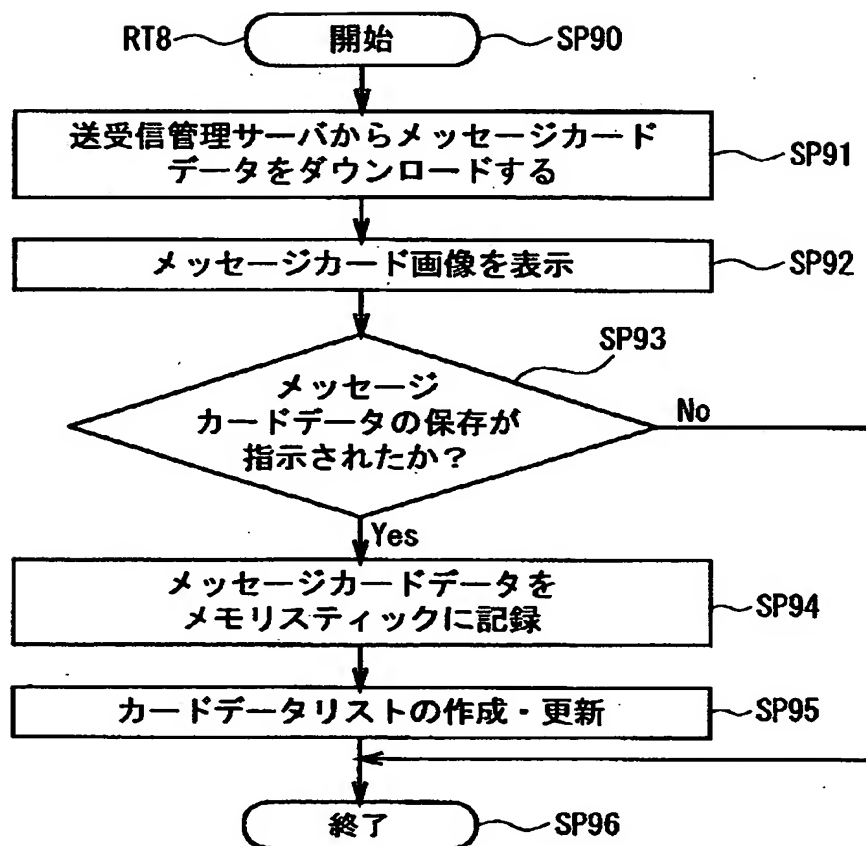 RT8
開始
SP90
送受信管理サーバからメッセージカード
データをダウンロードする
SP91
メッセージカード画像を表示
SP92
SP93
メッセージ
カードデータの保存が
指示されたか?
No
Yes
メッセージカードデータを
メモリスティックに記録
SP94
カードデータリストの作成・更新
SP95
終了
SP96